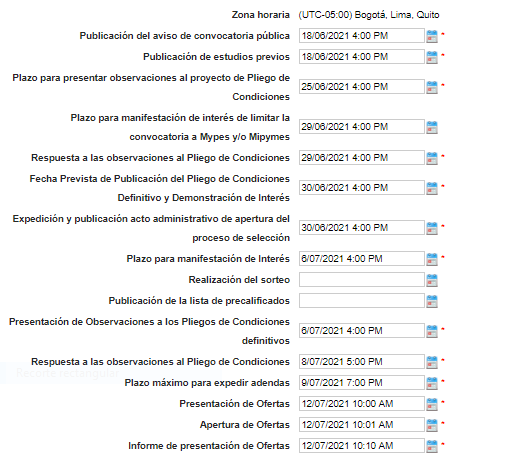 Zona horaria (UTC-05:00) Bogotá, Lima, Quito
Publicación del aviso de convocatoria pública 18/06/2021 4:00 PM *
Publicación de estudios previos 18/06/2021 4:00 PM *
Plazo para presentar observaciones al proyecto de Pliego de
Condiciones 25/06/2021 4:00 PM *
Plazo para manifestación de interés de limitar la
convocatoria a Mypes y/o Mipymes 29/06/2021 4:00 PM
Respuesta a las observaciones al Pliego de Condiciones 29/06/2021 4:00 PM *
Fecha Prevista de Publicación del Pliego de Condiciones
Definitivo y Demonstración de Interés 30/06/2021 4:00 PM *
Expedición y publicación acto administrativo de apertura del
proceso de selección 30/06/2021 4:00 PM *
Plazo para manifestación de Interés 6/07/2021 4:00 PM *
Realización del sorteo
Publicación de la lista de precalificados
Presentación de Observaciones a los Pliegos de Condiciones
definitivos 6/07/2021 4:00 PM *
Respuesta a las observaciones al Pliego de Condiciones 8/07/2021 5:00 PM *
Plazo máximo para expedir adendas 9/07/2021 7:00 PM *
Presentación de Ofertas 12/07/2021 10:00 AM *
Apertura de Ofertas 12/07/2021 10:01 AM *
Informe de presentación de Ofertas 12/07/2021 10:10 AM *